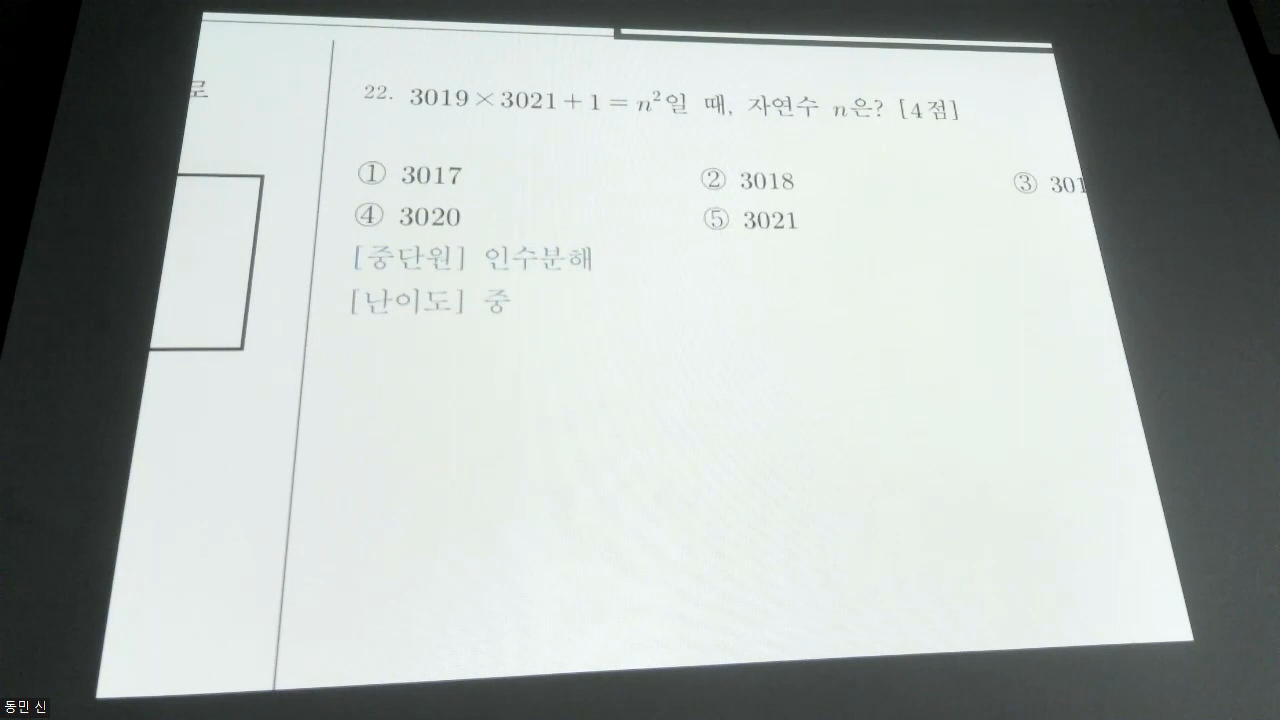 로
22. 3019×3021+1=n²일 때, 자연수 n은? [4점]
① 3017 ② 3018 ③ 301
④ 3020 ⑤ 3021
[중단원] 인수분해
[난이도] 중
동민 신